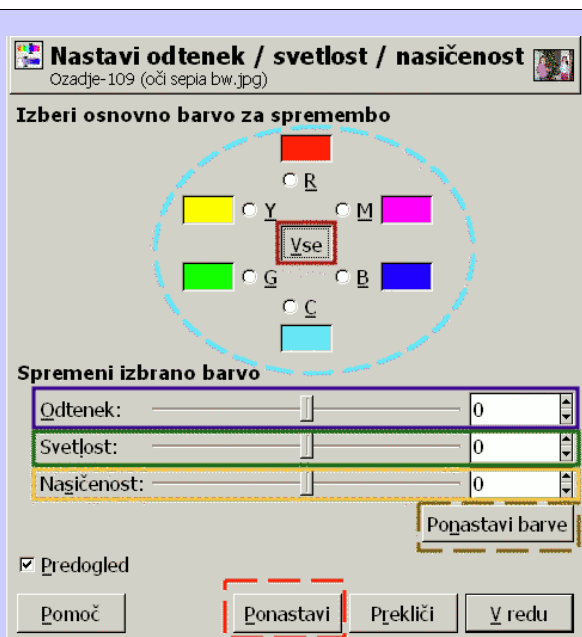 Nastavi odtenek / svetlost / nasičenost
Ozadje-109 (oči sepia bw.jpg)
Izberi osnovno barvo za spremembo
R
Y M
Vse
G B
C
Spremeni izbrano barvo
Odtenek: 0
Svetlost: 0
Nasičenost: 0
Ponastavi barve
Predogled
Pomoč Ponastavi Prekliči V redu